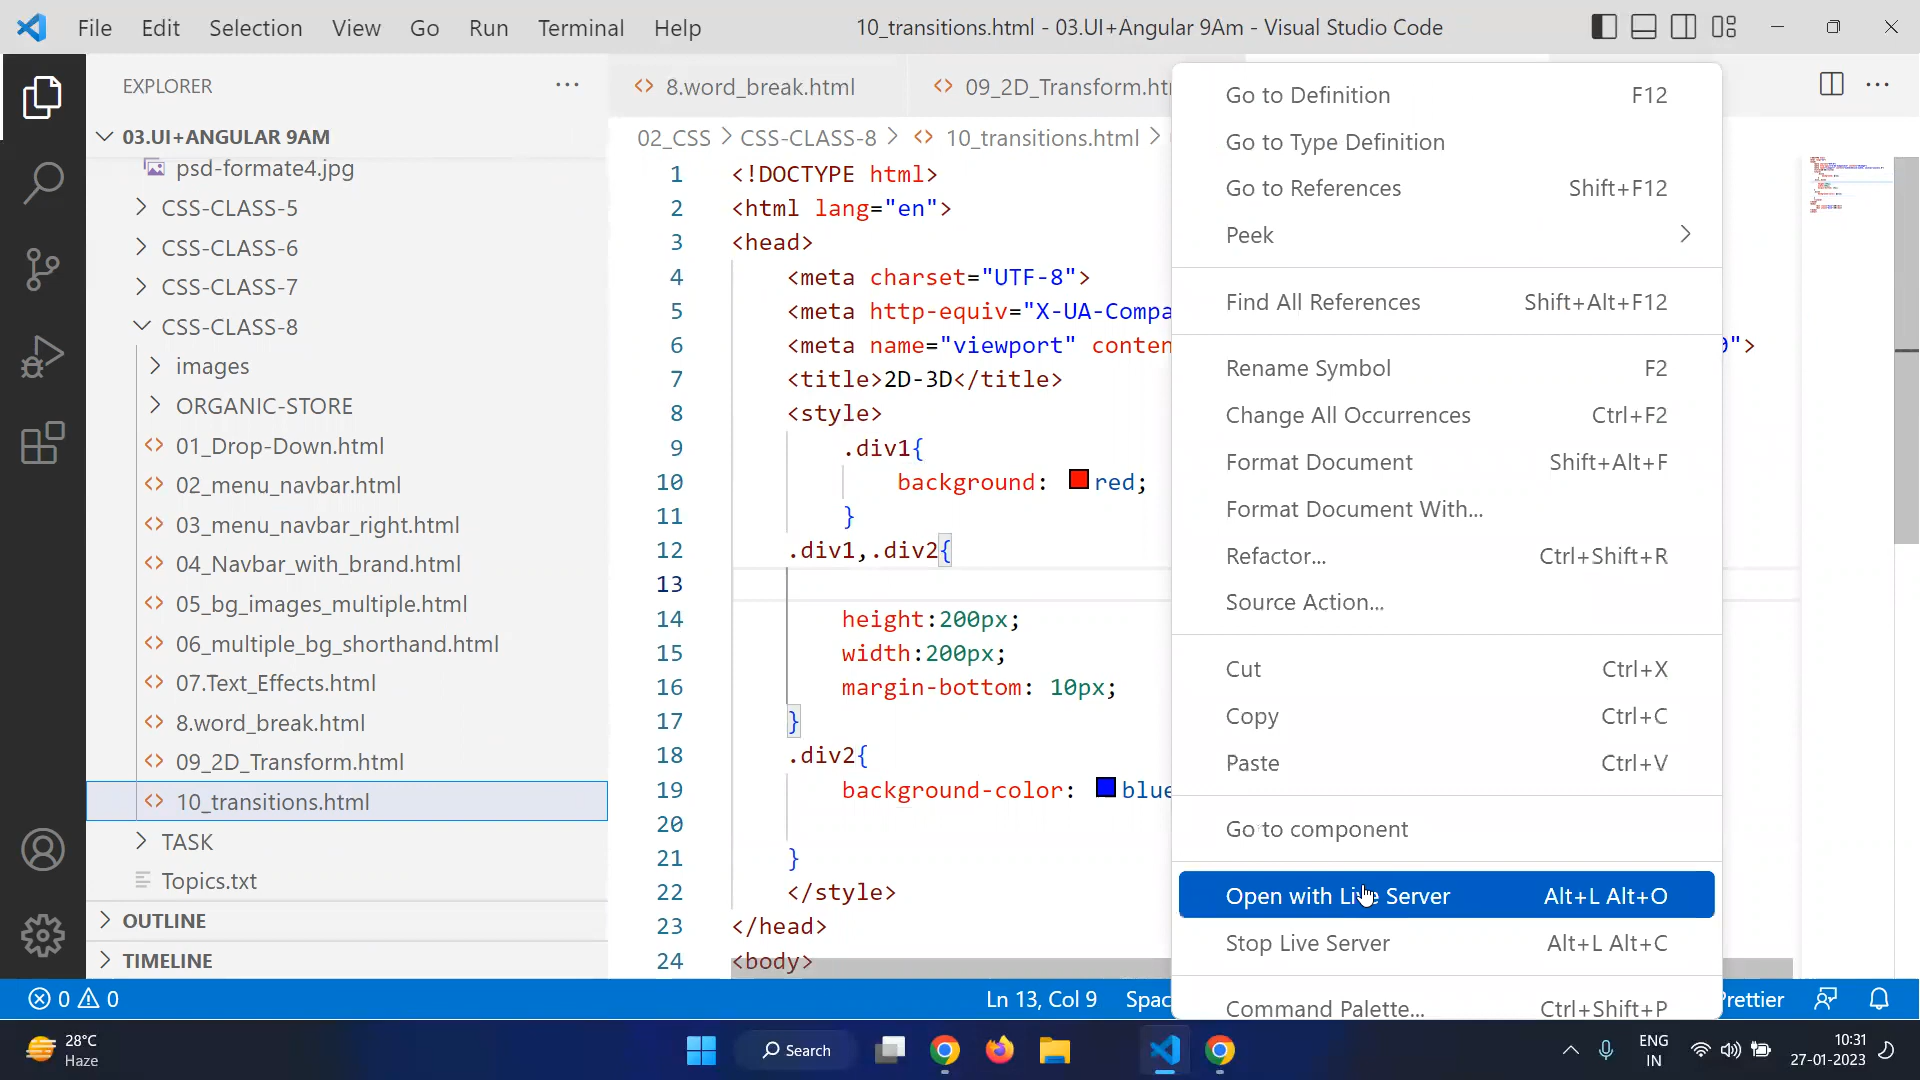 File Edit Selection View Go Run Terminal Help
10_transitions.html - 03.UI+Angular 9Am - Visual Studio Code
EXPLORER
03.UI+ANGULAR 9AM
psd-formate4.jpg
CSS-CLASS-5
CSS-CLASS-6
CSS-CLASS-7
CSS-CLASS-8
images
ORGANIC-STORE
01_Drop-Down.html
02_menu_navbar.html
03_menu_navbar_right.html
04_Navbar_with_brand.html
05_bg_images_multiple.html
06_multiple_bg_shorthand.html
07.Text_Effects.html
8.word_break.html
09_2D_Transform.html
10_transitions.html
TASK
Topics.txt
OUTLINE
TIMELINE
8.word_break.html
09_2D_Transform.ht
02_CSS > CSS-CLASS-8 > 10_transitions.html >
1 <!DOCTYPE html>
2 <html lang="en">
3 <head>
4 <meta charset="UTF-8">
5 <meta http-equiv="X-UA-Compa
6 <meta name="viewport" conten
">
7 <title>2D-3D</title>
8 <style>
9 .div1{
10 background: red;
11 }
12 .div1,.div2{
13
14 height:200px;
15 width:200px;
16 margin-bottom: 10px;
17 }
18 .div2{
19 background-color: blue
20
21 }
22 </style>
23 </head>
24 <body>
Go to Definition F12
Go to Type Definition
Go to References Shift+F12
Peek
Find All References Shift+Alt+F12
Rename Symbol F2
Change All Occurrences Ctrl+F2
Format Document Shift+Alt+F
Format Document With...
Refactor... Ctrl+Shift+R
Source Action...
Cut Ctrl+X
Copy Ctrl+C
Paste Ctrl+V
Go to component
Open with Live Server Alt+L Alt+O
Stop Live Server Alt+L Alt+C
Command Palette... Ctrl+Shift+P
0 0
Ln 13, Col 9 Spac
Prettier
28°C
Haze
Search
ENG
IN
10:31
27-01-2023